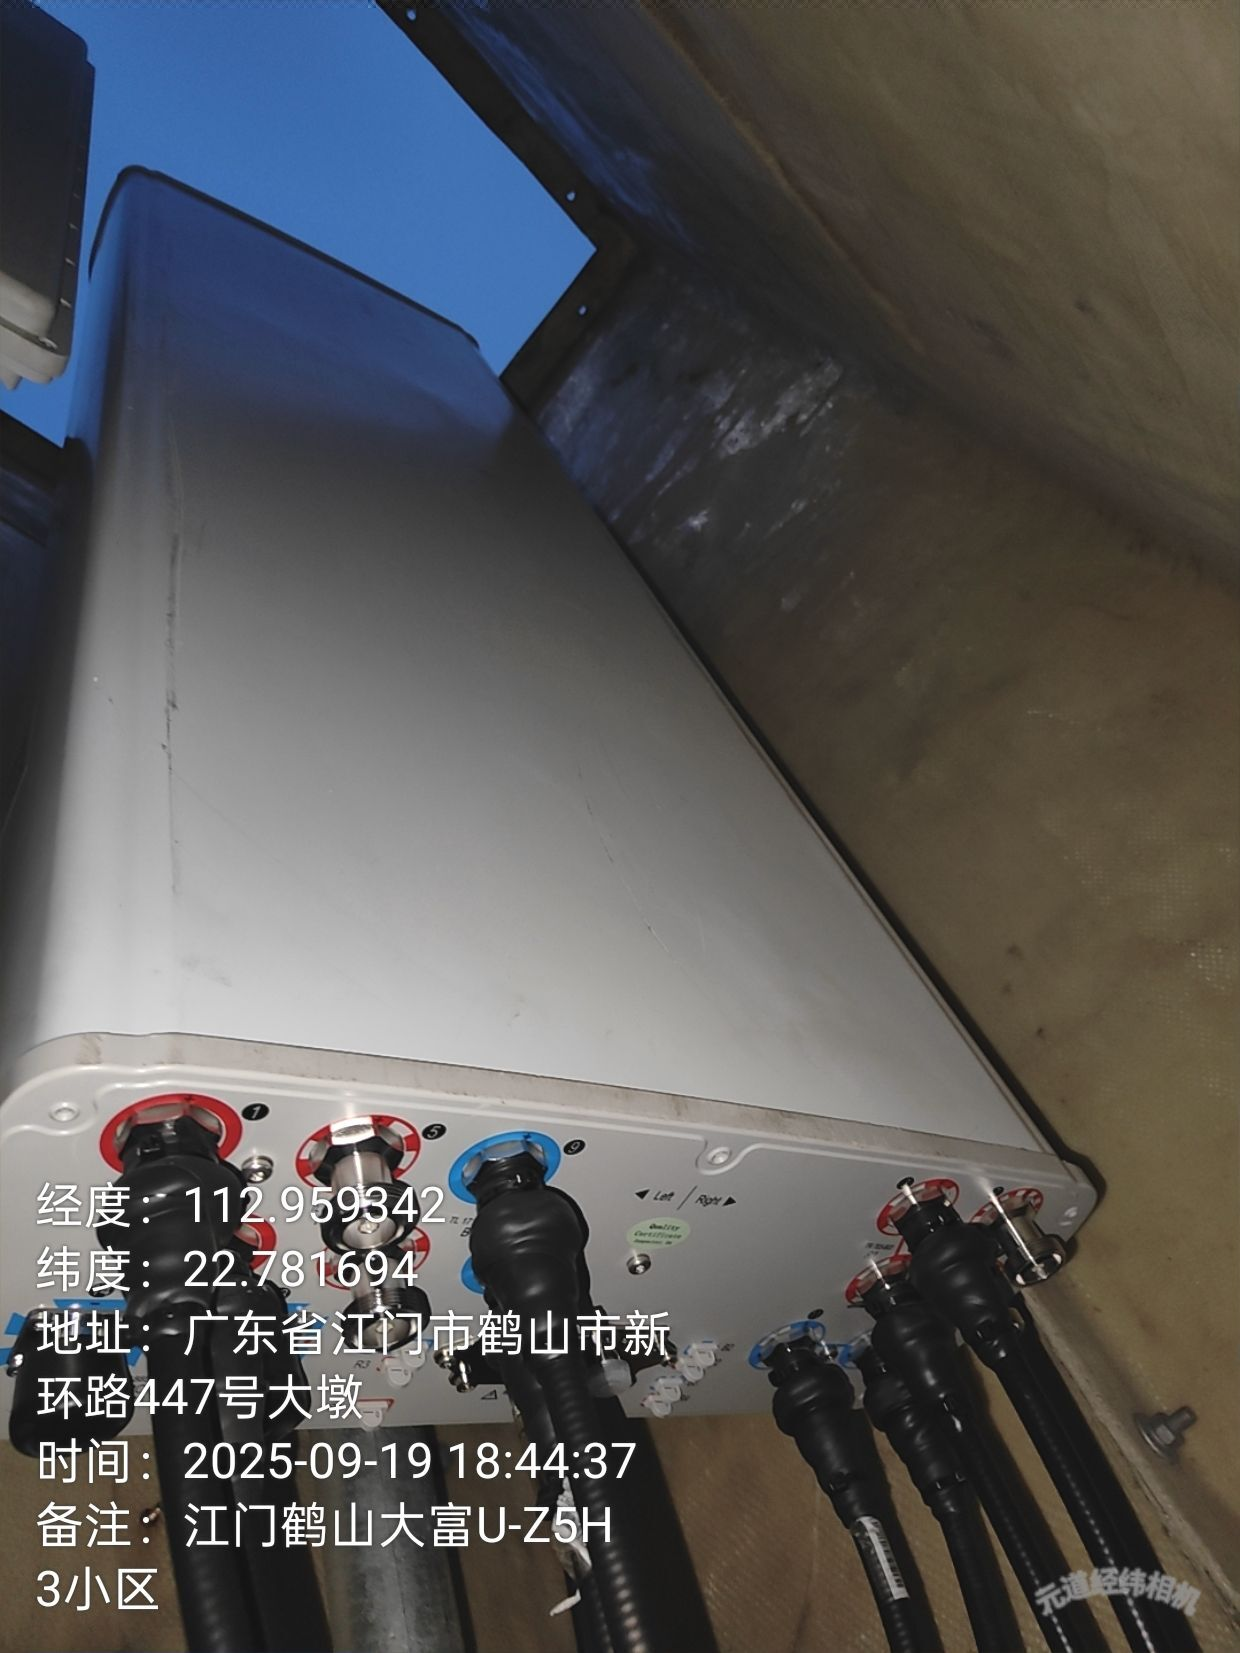 1
5
9
◀ Left / Right ▶
Quality
Certificate
R3
经度：112.959342
纬度：22.781694
地址：广东省江门市鹤山市新
环路447号大墩
时间：2025-09-19 18:44:37
备注：江门鹤山大富U-Z5H
3小区
元道经纬相机